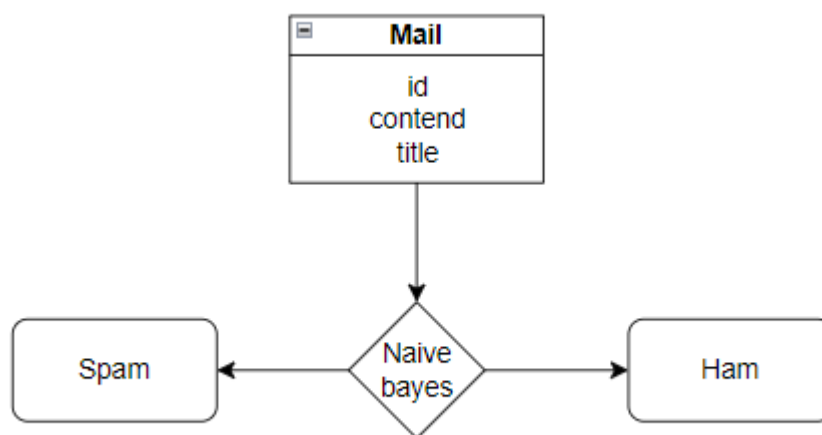 Mail
id
contend
title
Spam
Naive
bayes
Ham